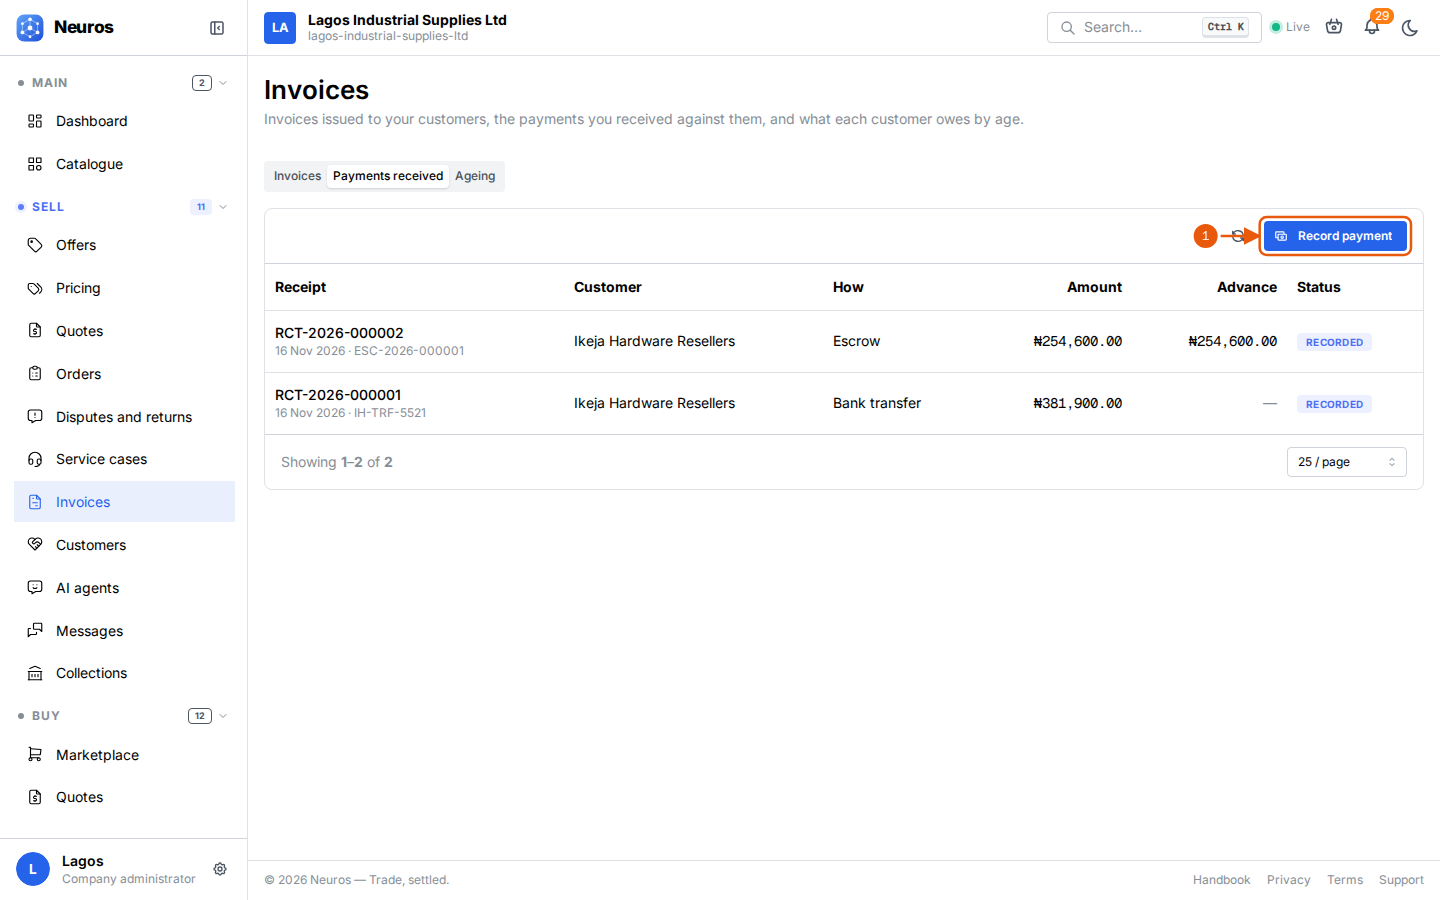 Neuros
LA
Lagos Industrial Supplies Ltd
lagos-industrial-supplies-ltd
Search...
Ctrl K
Live
29
MAIN
2
Dashboard
Catalogue
SELL
11
Offers
Pricing
Quotes
Orders
Disputes and returns
Service cases
Invoices
Customers
AI agents
Messages
Collections
BUY
12
Marketplace
Quotes
L
Lagos
Company administrator
Invoices
Invoices issued to your customers, the payments you received against them, and what each customer owes by age.
Invoices Payments received Ageing
1
Record payment
Receipt Customer How Amount Advance Status
RCT-2026-000002
16 Nov 2026 · ESC-2026-000001
Ikeja Hardware Resellers Escrow ₦254,600.00 ₦254,600.00 RECORDED
RCT-2026-000001
16 Nov 2026 · IH-TRF-5521
Ikeja Hardware Resellers Bank transfer ₦381,900.00 — RECORDED
Showing 1–2 of 2
25 / page
© 2026 Neuros — Trade, settled.
Handbook Privacy Terms Support